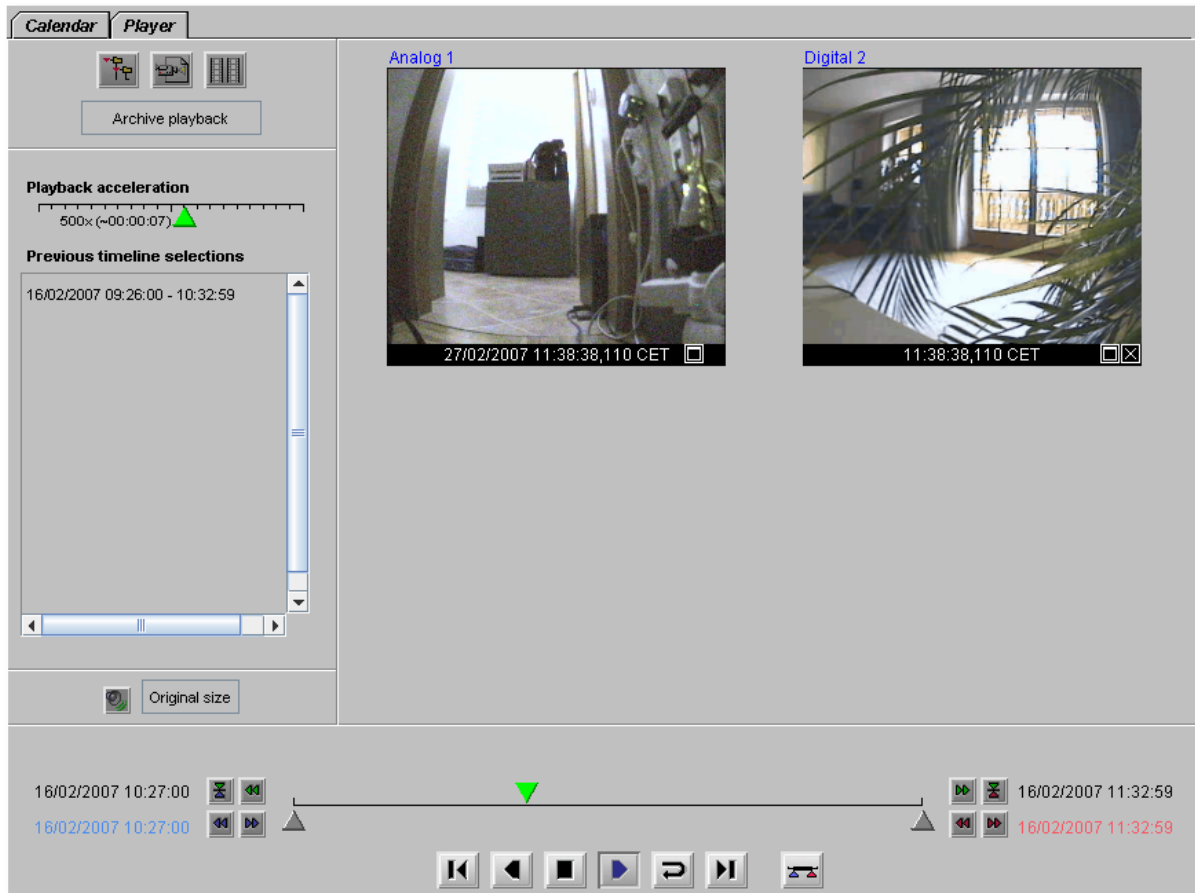 Calendar Player
Archive playback
Playback acceleration
500x (~00:00:07)
Previous timeline selections
16/02/2007 09:26:00 - 10:32:59
Original size
Analog 1
27/02/2007 11:38:38,110 CET
Digital 2
11:38:38,110 CET
16/02/2007 10:27:00
16/02/2007 11:32:59
16/02/2007 10:27:00
16/02/2007 11:32:59